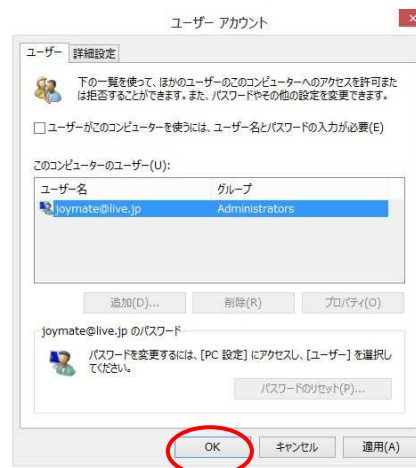 ユーザー アカウント
ユーザー 詳細設定
下の一覧を使って、ほかのユーザーのこのコンピューターへのアクセスを許可また
は拒否することができます。また、パスワードやその他の設定を変更できます。
ユーザーがこのコンピューターを使うには、ユーザー名とパスワードの入力が必要(E)
このコンピューターのユーザー(U):
ユーザー名 グループ
joymate@live.jp Administrators
追加(D)... 削除(R) プロパティ(O)
joymate@live.jp のパスワード
パスワードを変更するには、[PC 設定] にアクセスし、[ユーザー] を選択し
てください。
パスワードのリセット(P)...
OK キャンセル 適用(A)